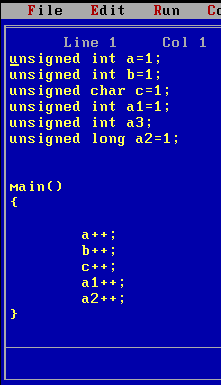 File Edit Run
Line 1 Col 1
unsigned int a=1;
unsigned int b=1;
unsigned char c=1;
unsigned int a1=1;
unsigned int a3;
unsigned long a2=1;
main()
{
a++;
b++;
c++;
a1++;
a2++;
}